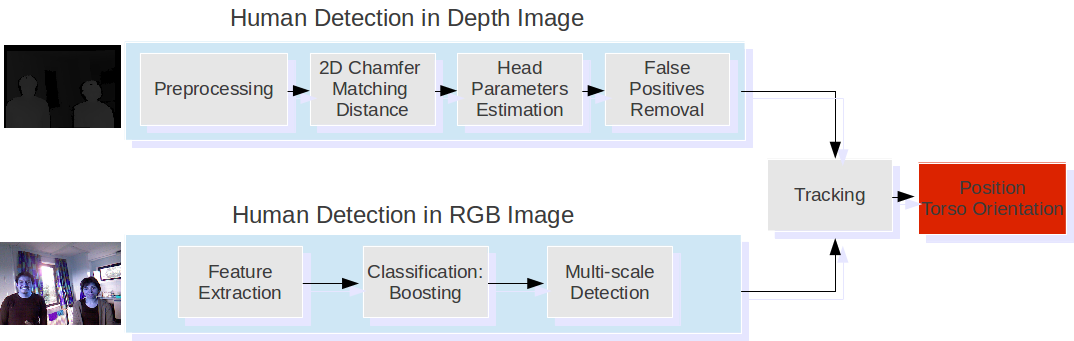 Human Detection in Depth Image
Preprocessing
2D Chamfer
Matching
Distance
Head
Parameters
Estimation
False
Positives
Removal
Tracking
Position
Torso Orientation
Human Detection in RGB Image
Feature
Extraction
Classification:
Boosting
Multi-scale
Detection